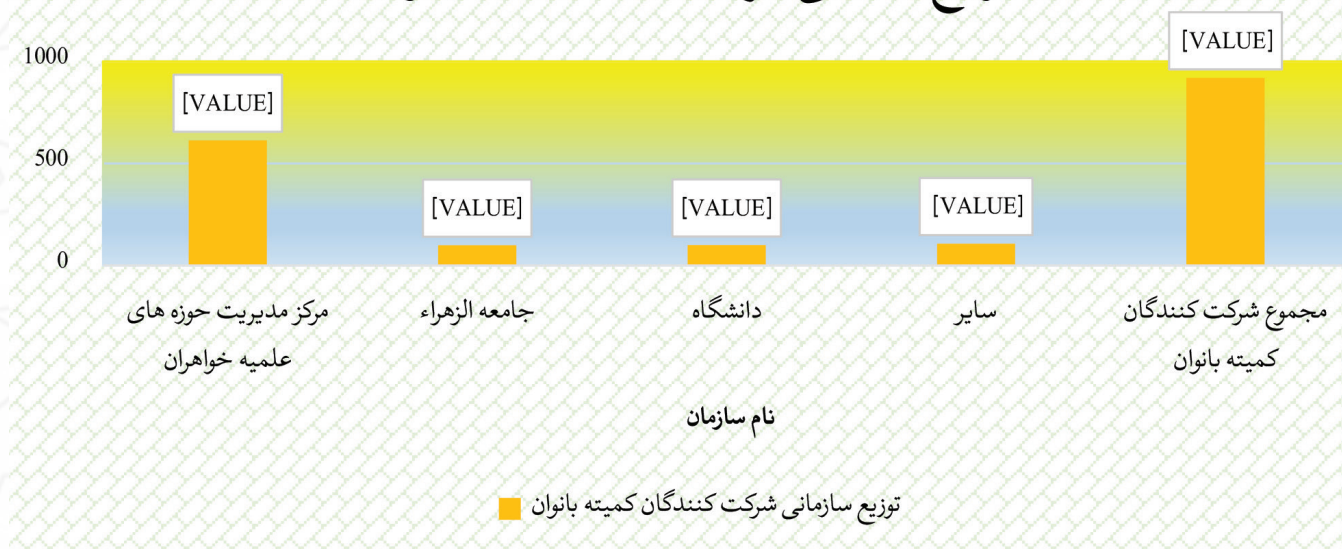 [VALUE]
1000
[VALUE]
500
[VALUE]
[VALUE]
[VALUE]
0
مرکز مدیریت حوزه های
علمیه خواهران
جامعه الزهراء
دانشگاه
سایر
مجموع شرکت کنندگان
کمیته بانوان
نام سازمان
توزیع سازمانی شرکت کنندگان کمیته بانوان